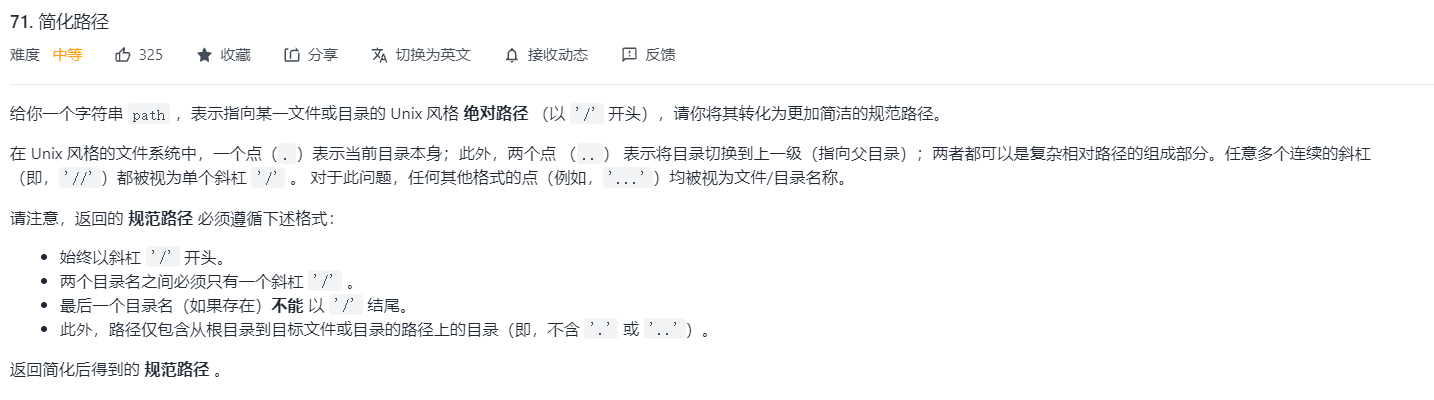 71. 简化路径
难度 中等 325 收藏 分享 切换为英文 接收动态 反馈
给你一个字符串 path ，表示指向某一文件或目录的 Unix 风格 绝对路径 （以 '/' 开头），请你将其转化为更加简洁的规范路径。
在 Unix 风格的文件系统中，一个点（.）表示当前目录本身；此外，两个点 （..） 表示将目录切换到上一级（指向父目录）；两者都可以是复杂相对路径的组成部分。任意多个连续的斜杠
（即，'//'）都被视为单个斜杠 '/' 。 对于此问题，任何其他格式的点（例如，'...'）均被视为文件/目录名称。
请注意，返回的 规范路径 必须遵循下述格式：
• 始终以斜杠 '/' 开头。
• 两个目录名之间必须只有一个斜杠 '/' 。
• 最后一个目录名（如果存在）不能 以 '/' 结尾。
• 此外，路径仅包含从根目录到目标文件或目录的路径上的目录（即，不含 '.' 或 '..'）。
返回简化后得到的 规范路径 。